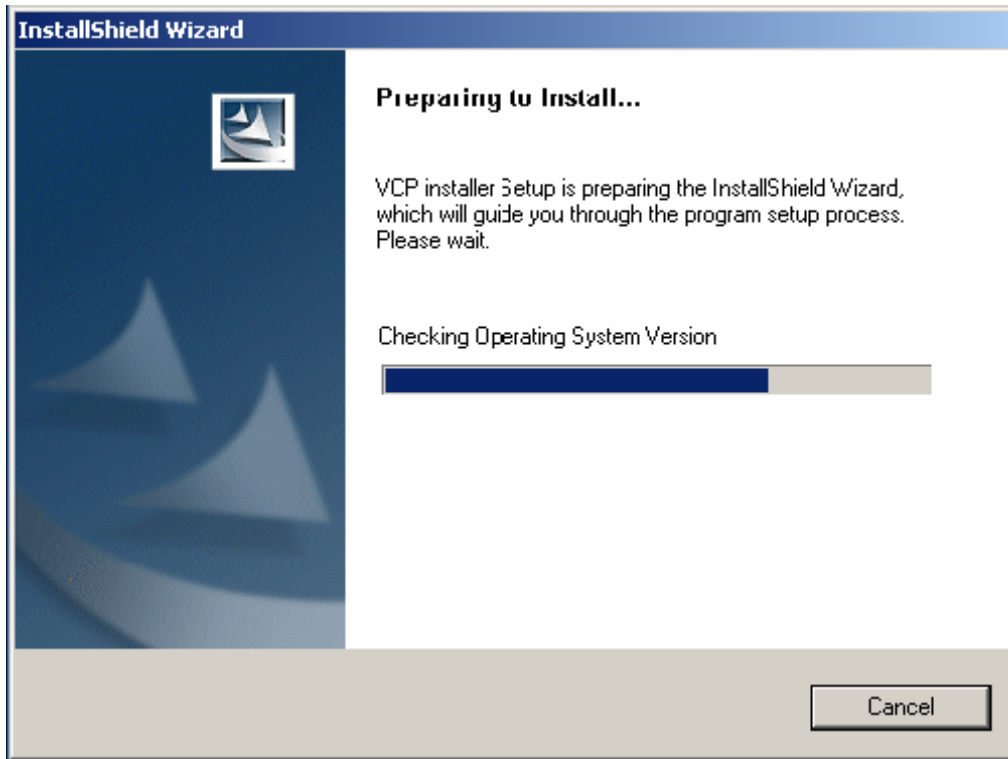 InstallShield Wizard
Preparing to Install...
VCP installer Setup is preparing the InstallShield Wizard,
which will guide you through the program setup process.
Please wait.
Checking Operating System Version
Cancel